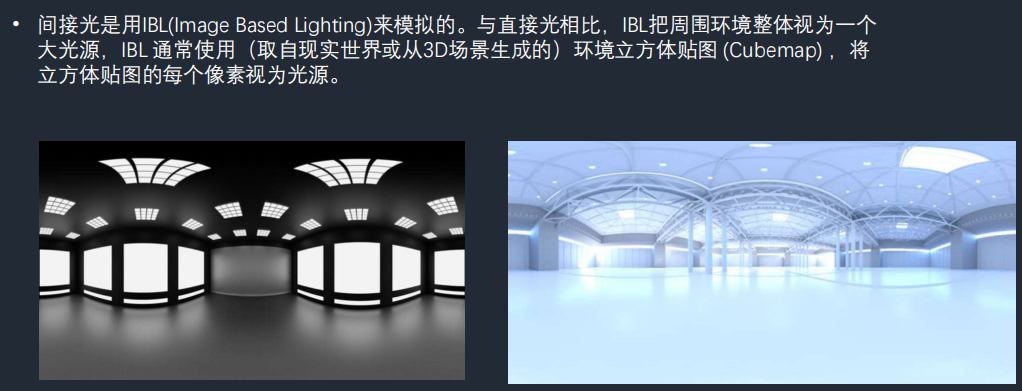 • 间接光是用IBL(Image Based Lighting)来模拟的。与直接光相比，IBL把周围环境整体视为一个
大光源，IBL 通常使用（取自现实世界或从3D场景生成的）环境立方体贴图 (Cubemap) ，将
立方体贴图的每个像素视为光源。